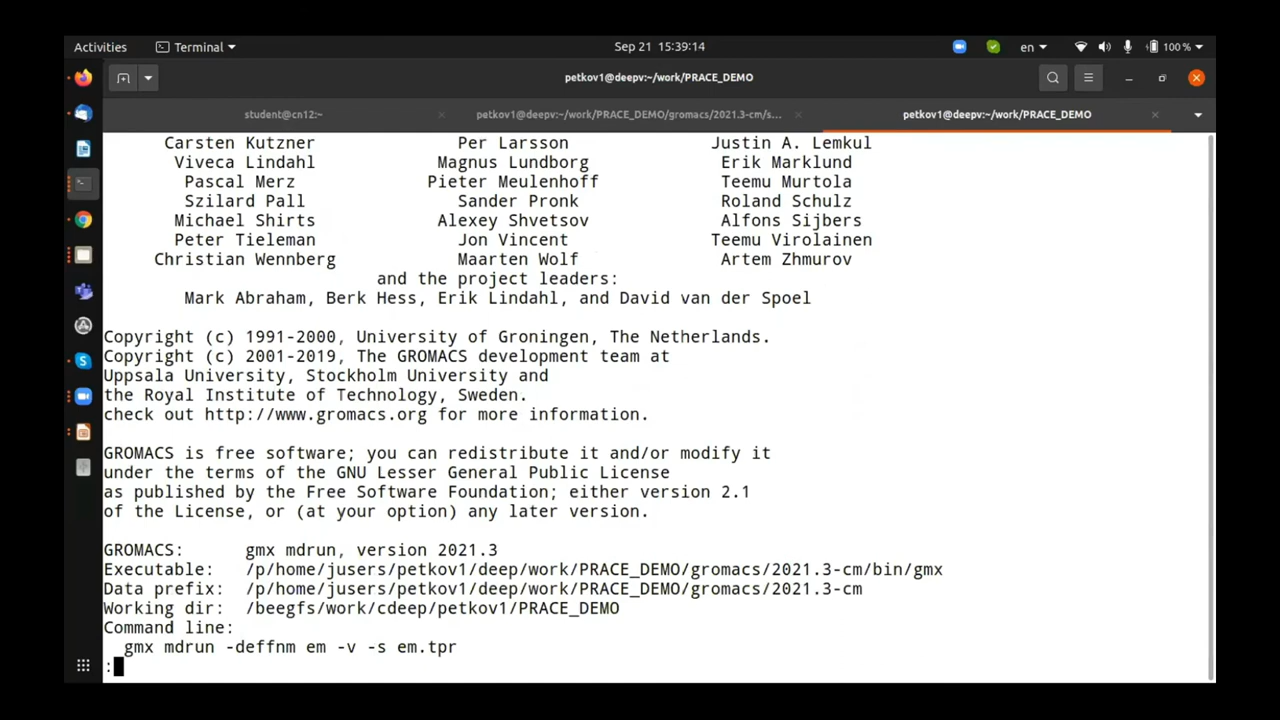 Activities Terminal Sep 21 15:39:14 en 100 %
petkov1@deepv:~/work/PRACE_DEMO
student@cn12:~ petkov1@deepv:~/work/PRACE_DEMO/gromacs/2021.3-cm/s... petkov1@deepv:~/work/PRACE_DEMO
Carsten Kutzner Per Larsson Justin A. Lemkul
Viveca Lindahl Magnus Lundborg Erik Marklund
Pascal Merz Pieter Meulenhoff Teemu Murtola
Szilard Pall Sander Pronk Roland Schulz
Michael Shirts Alexey Shvetsov Alfons Sijbers
Peter Tieleman Jon Vincent Teemu Virolainen
Christian Wennberg Maarten Wolf Artem Zhmurov
and the project leaders:
Mark Abraham, Berk Hess, Erik Lindahl, and David van der Spoel
Copyright (c) 1991-2000, University of Groningen, The Netherlands.
Copyright (c) 2001-2019, The GROMACS development team at
Uppsala University, Stockholm University and
the Royal Institute of Technology, Sweden.
check out http://www.gromacs.org for more information.
GROMACS is free software; you can redistribute it and/or modify it
under the terms of the GNU Lesser General Public License
as published by the Free Software Foundation; either version 2.1
of the License, or (at your option) any later version.
GROMACS: gmx mdrun, version 2021.3
Executable: /p/home/jusers/petkov1/deep/work/PRACE_DEMO/gromacs/2021.3-cm/bin/gmx
Data prefix: /p/home/jusers/petkov1/deep/work/PRACE_DEMO/gromacs/2021.3-cm
Working dir: /beegfs/work/cdeep/petkov1/PRACE_DEMO
Command line:
gmx mdrun -deffnm em -v -s em.tpr
: